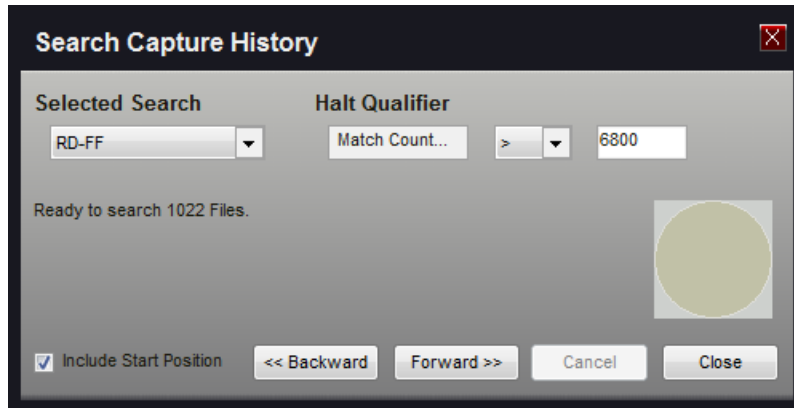 Search Capture History
Selected Search Halt Qualifier
RD-FF Match Count... > 6800
Ready to search 1022 Files.
Include Start Position << Backward Forward >> Cancel Close